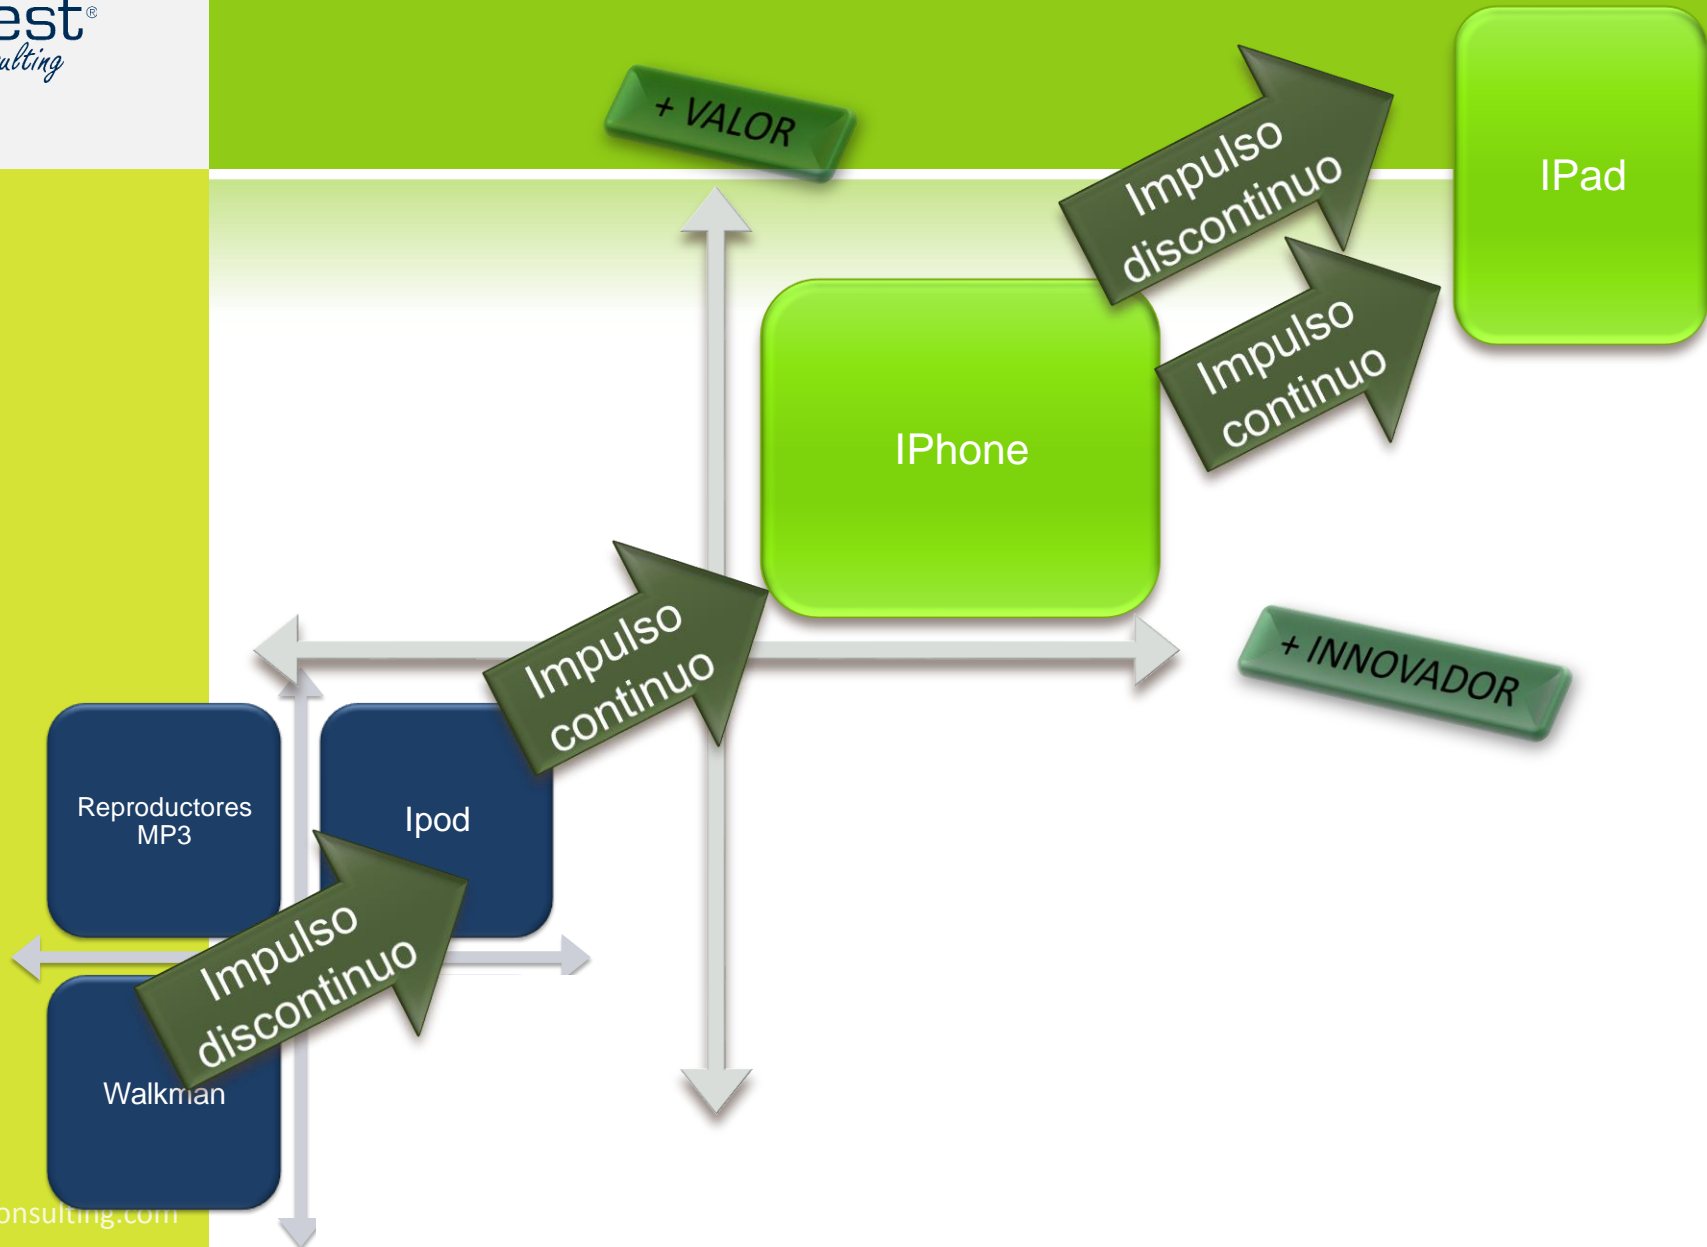 est®
ulting
+ VALOR
Impulso
discontinuo
IPad
Impulso
continuo
IPhone
Impulso
continuo
+ INNOVADOR
Reproductores
MP3
Ipod
Impulso
discontinuo
Walkman
onsulting.com